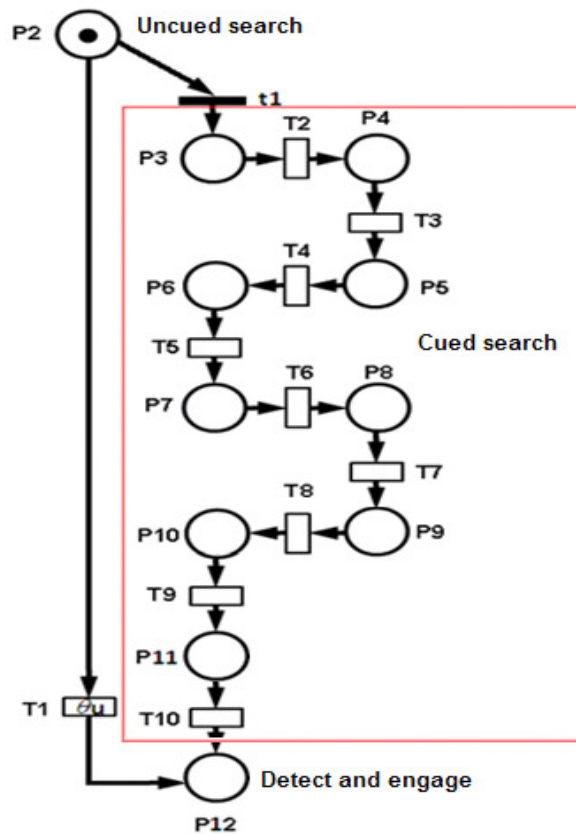 P2 Uncued search
t1
P3 T2 P4
T3
P6 T4 P5
T5 Cued search
P7 T6 P8
T7
P10 T8 P9
T9
P11
T1 θu T10
Detect and engage
P12